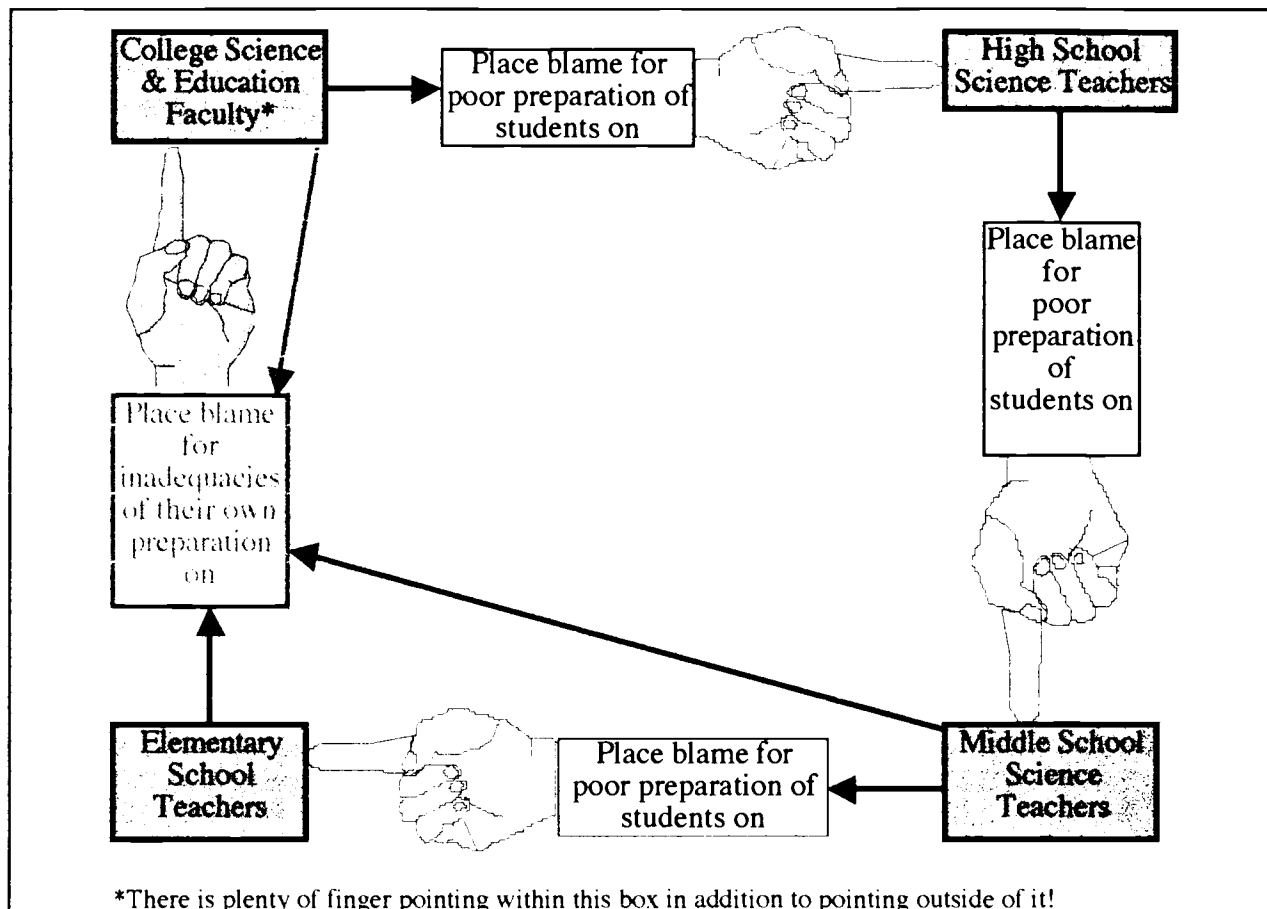 College Science
& Education
Faculty*
Place blame for
poor preparation of
students on
High School
Science Teachers
Place blame
for
poor
preparation
of
students on
Place blame
for
inadequacies
of their own
preparation
on
Elementary
School
Teachers
Place blame for
poor preparation of
students on
Middle School
Science
Teachers
*There is plenty of finger pointing within this box in addition to pointing outside of it!